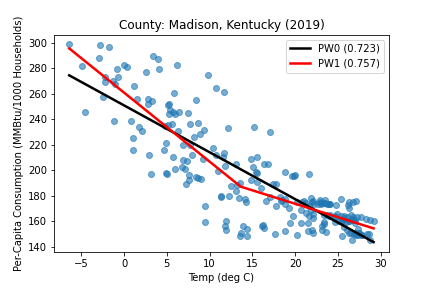 County: Madison, Kentucky (2019)
Per-Capita Consumption (MMBtu/1000 Households)
300
280
260
240
220
200
180
160
140
PW0 (0.723)
PW1 (0.757)
−5 0 5 10 15 20 25 30
Temp (deg C)